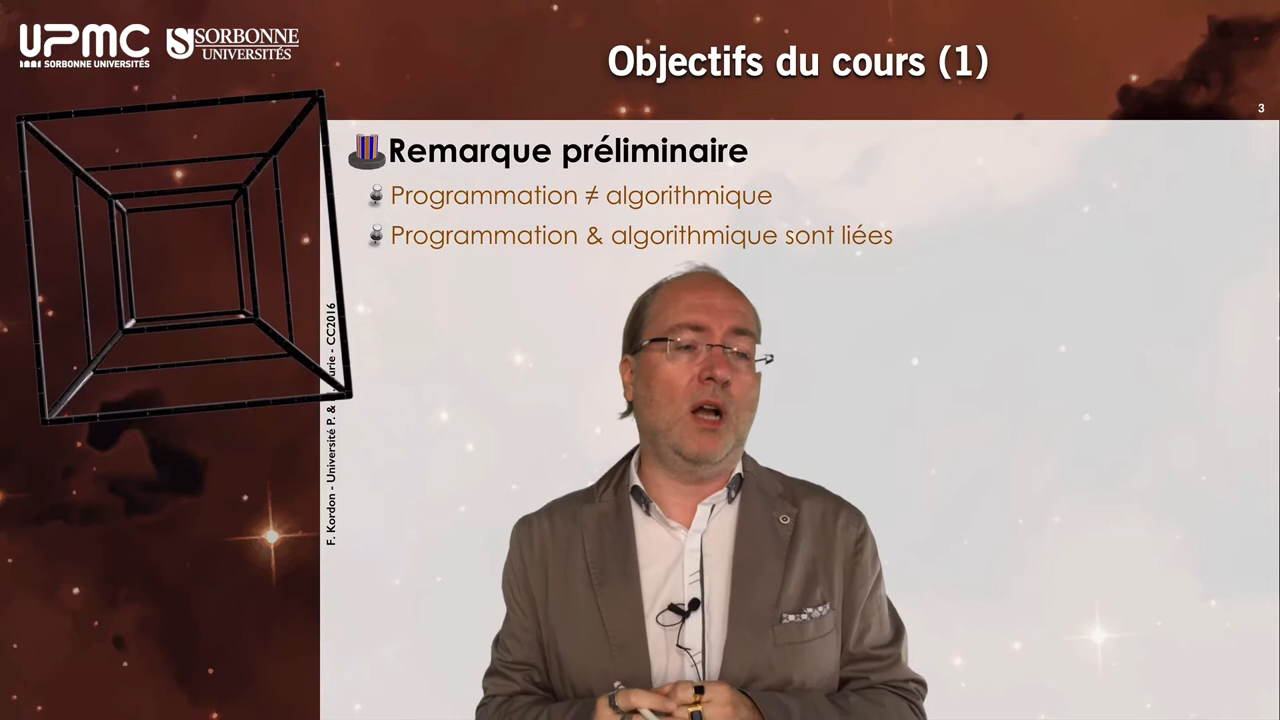 UPMC
SORBONNE UNIVERSITÉS
SORBONNE
UNIVERSITÉS
Objectifs du cours (1)
3
Remarque préliminaire
Programmation ≠ algorithmique
Programmation & algorithmique sont liées
F. Kordon - Université P. & - CC2016